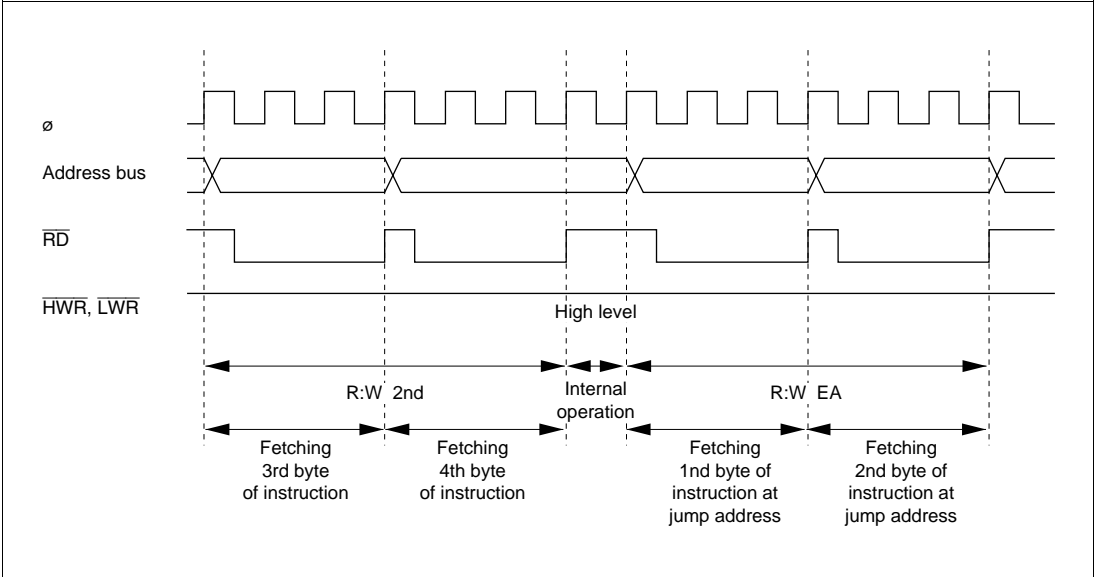 ø
Address bus
RD
HWR, LWR
High level
R:W 2nd
Internal
operation
R:W EA
Fetching
3rd byte
of instruction
Fetching
4th byte
of instruction
Fetching
1nd byte of
instruction at
jump address
Fetching
2nd byte of
instruction at
jump address